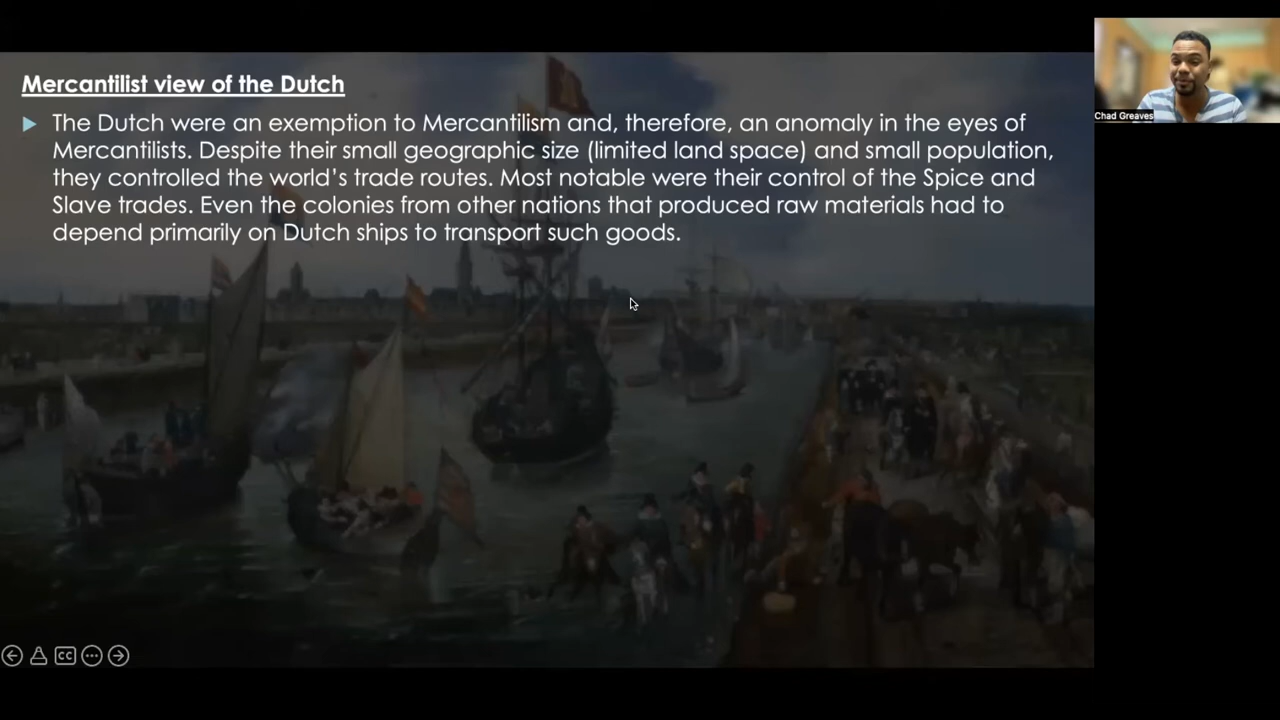 Mercantilist view of the Dutch
The Dutch were an exemption to Mercantilism and, therefore, an anomaly in the eyes of
Mercantilists. Despite their small geographic size (limited land space) and small population,
they controlled the world's trade routes. Most notable were their control of the Spice and
Slave trades. Even the colonies from other nations that produced raw materials had to
depend primarily on Dutch ships to transport such goods.
Chad Greaves
CC